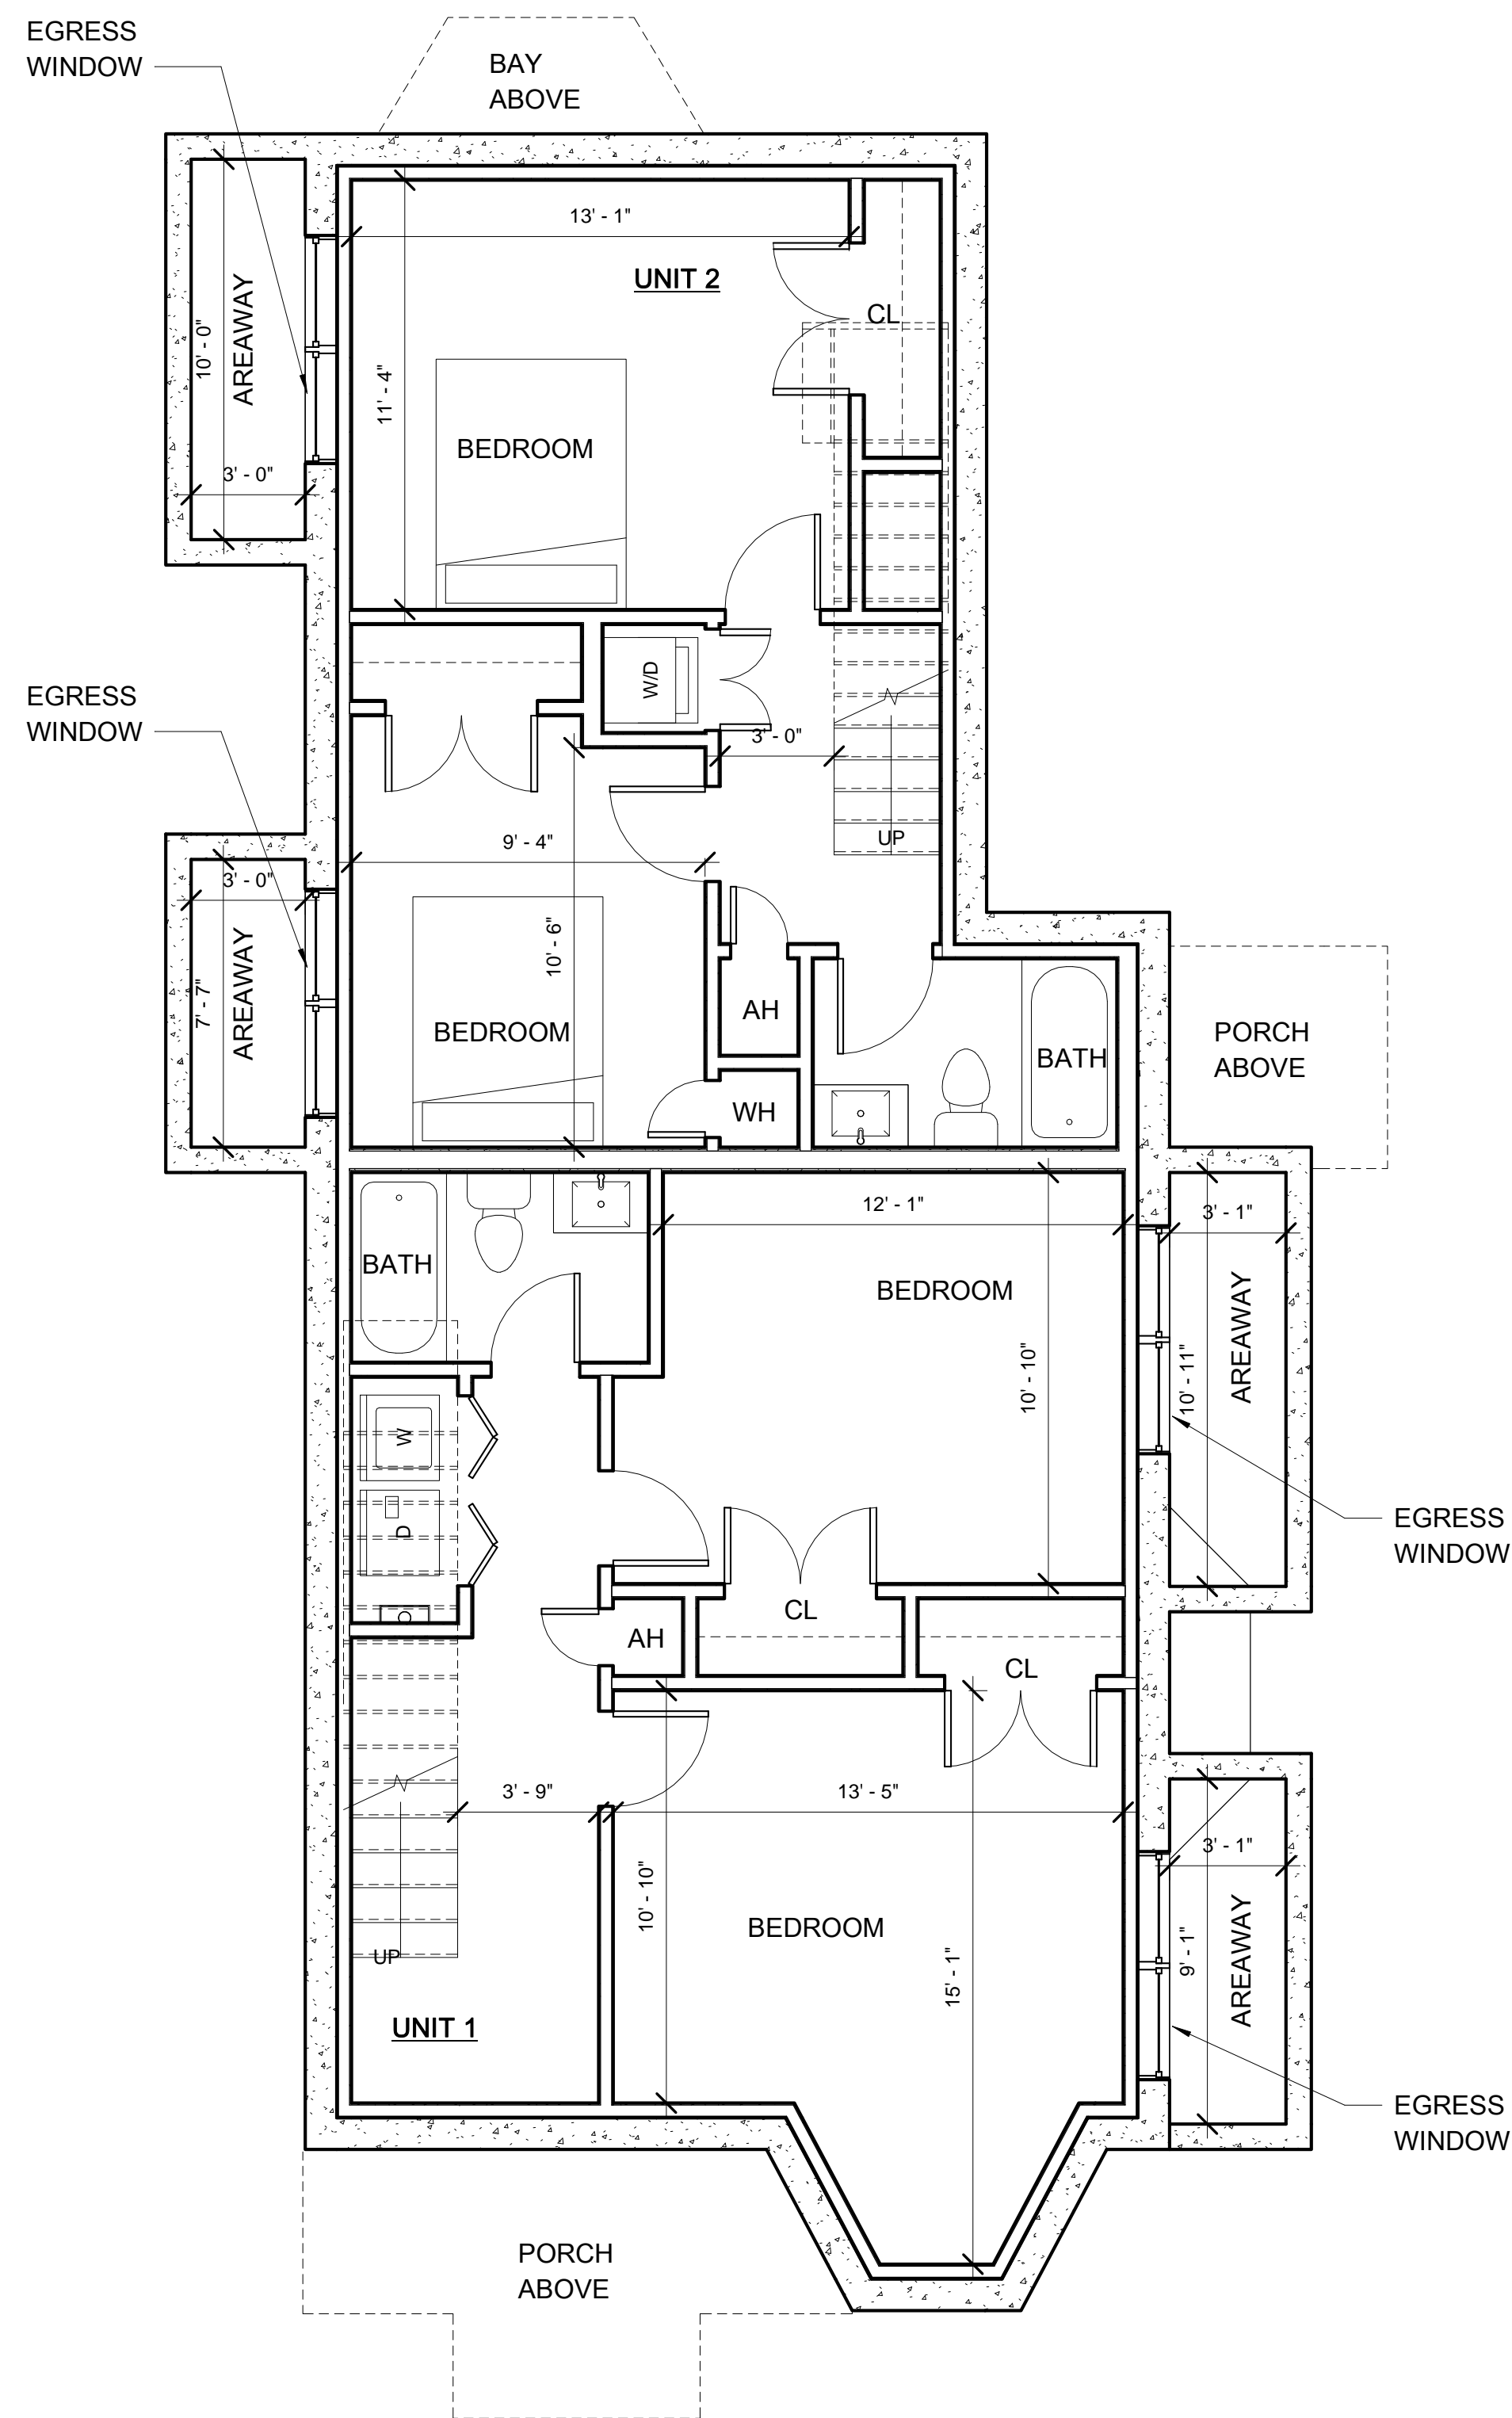 EGRESS
WINDOW
BAY
ABOVE
13' - 1"
UNIT 2
CL
10' - 0"
AREAWAY
11' - 4"
BEDROOM
3' - 0"
EGRESS
WINDOW
W/D
3' - 0"
UP
9' - 4"
3' - 0"
7' - 7"
AREAWAY
10' - 6"
BEDROOM
AH
BATH
WH
PORCH
ABOVE
12' - 1"
3' - 1"
BATH
BEDROOM
10' - 10"
10' - 11"
AREAWAY
W
D
EGRESS
WINDOW
CL
AH
CL
3' - 9"
13' - 5"
3' - 1"
10' - 10"
BEDROOM
15' - 1"
9' - 1"
AREAWAY
UP
UNIT 1
EGRESS
WINDOW
PORCH
ABOVE